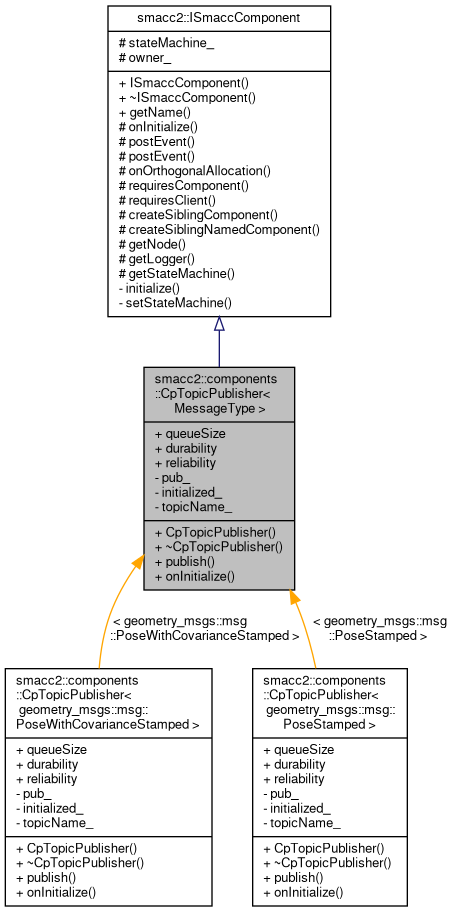 smacc2::ISmaccComponent
# stateMachine_
# owner_
+ ISmaccComponent()
+ ~ISmaccComponent()
+ getName()
# onInitialize()
# postEvent()
# postEvent()
# onOrthogonalAllocation()
# requiresComponent()
# requiresClient()
# createSiblingComponent()
# createSiblingNamedComponent()
# getNode()
# getLogger()
# getStateMachine()
- initialize()
- setStateMachine()
smacc2::components
::CpTopicPublisher<
MessageType >
+ queueSize
+ durability
+ reliability
- pub_
- initialized_
- topicName_
+ CpTopicPublisher()
+ ~CpTopicPublisher()
+ publish()
+ onInitialize()
< geometry_msgs::msg
::PoseWithCovarianceStamped >
< geometry_msgs::msg
::PoseStamped >
smacc2::components
::CpTopicPublisher<
geometry_msgs::msg::
PoseWithCovarianceStamped >
+ queueSize
+ durability
+ reliability
- pub_
- initialized_
- topicName_
+ CpTopicPublisher()
+ ~CpTopicPublisher()
+ publish()
+ onInitialize()
smacc2::components
::CpTopicPublisher<
geometry_msgs::msg::
PoseStamped >
+ queueSize
+ durability
+ reliability
- pub_
- initialized_
- topicName_
+ CpTopicPublisher()
+ ~CpTopicPublisher()
+ publish()
+ onInitialize()